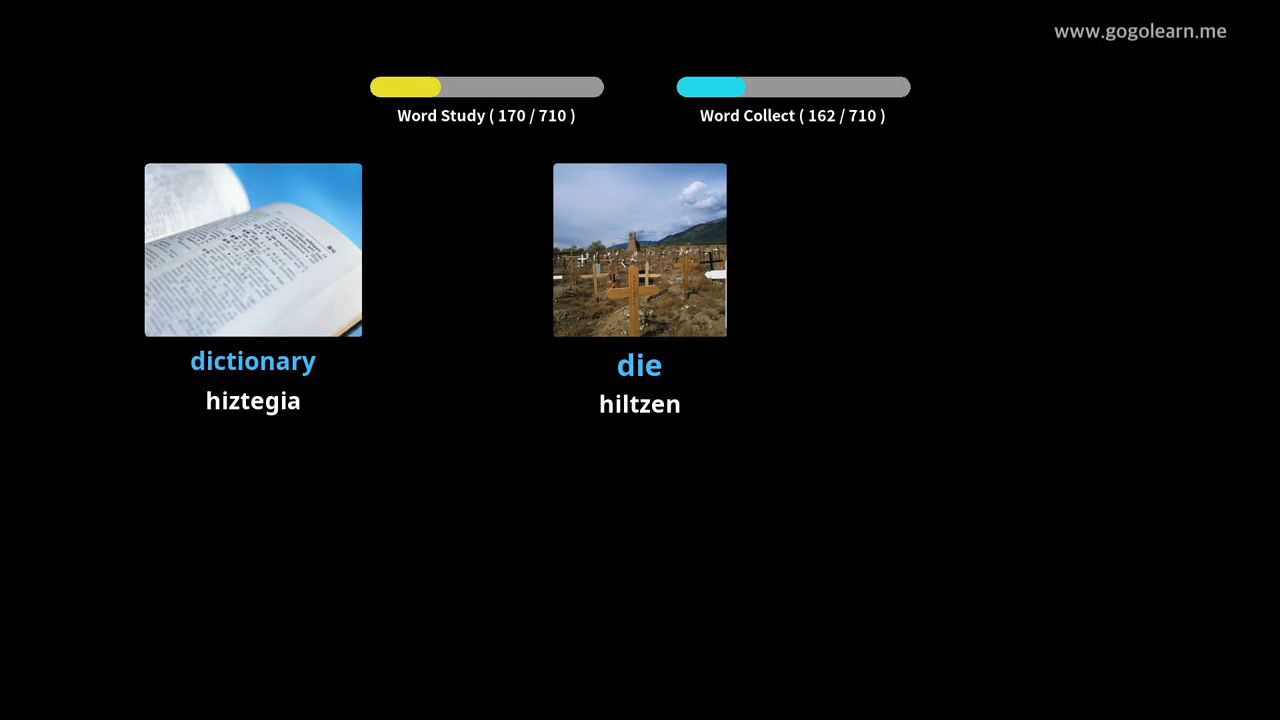 www.gogolearn.me
Word Study ( 170 / 710 )
Word Collect ( 162 / 710 )
dictionary
hiztegia
die
hiltzen